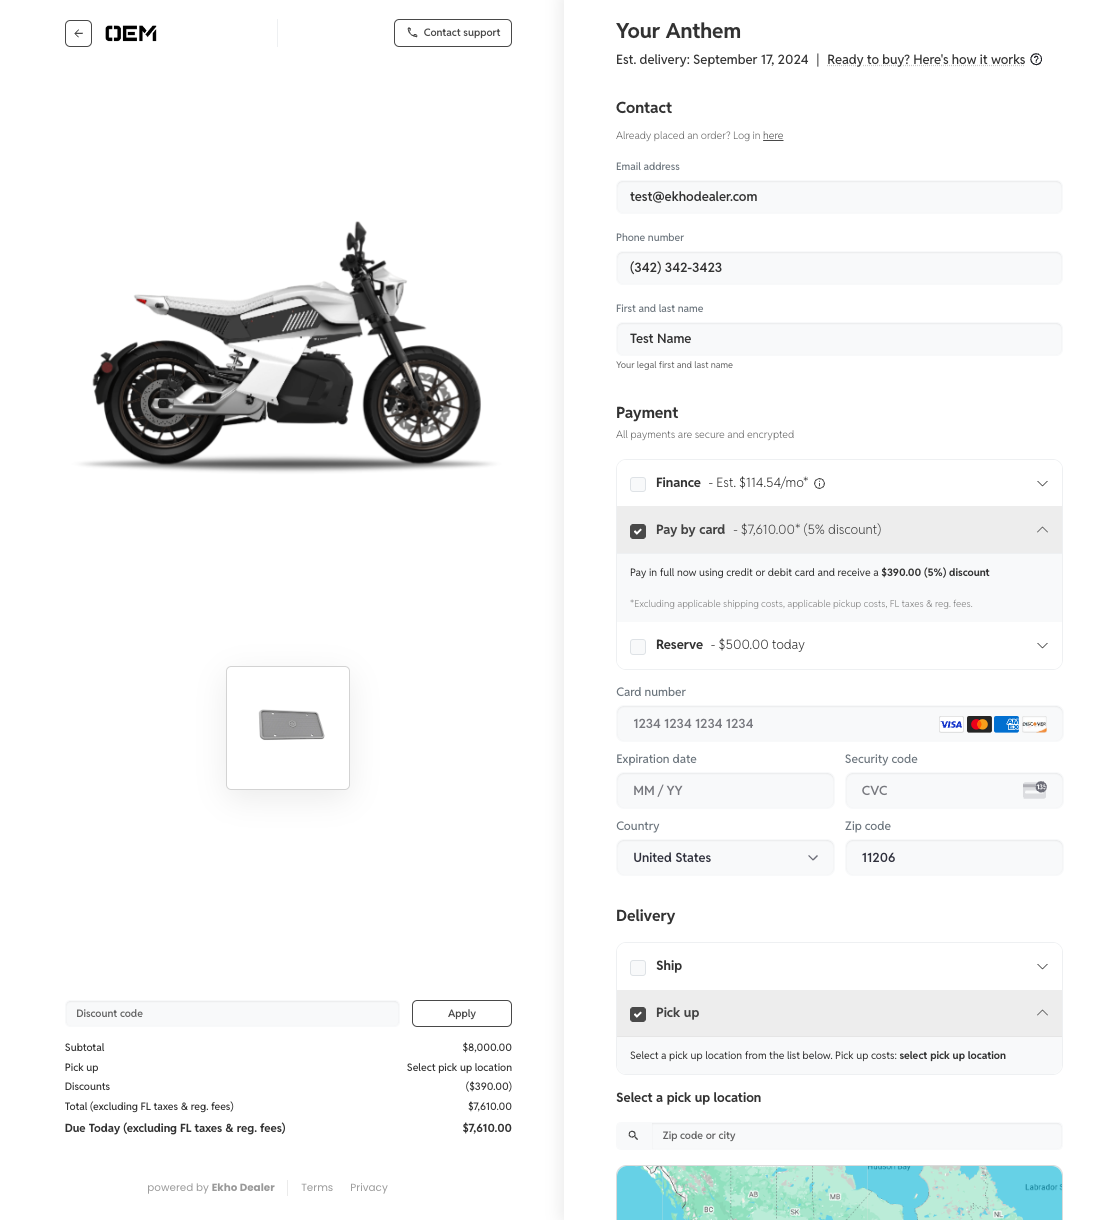 OEM
Contact support
Subtotal $8,000.00
Pick up Select pick up location
Discounts ($390.00)
Total (excluding FL taxes & reg. fees) $7,610.00
Due Today (excluding FL taxes & reg. fees) $7,610.00
Discount code
Apply
powered by Ekho Dealer
Terms
Privacy
Your Anthem
Est. delivery: September 17, 2024 | Ready to buy? Here's how it works
Contact
Already placed an order? Log in here
Email address
test@ekhodealer.com
Phone number
(342) 342-3423
First and last name
Test Name
Your legal first and last name
Payment
All payments are secure and encrypted
Finance - Est. $114.54/mo*
Pay by card - $7,610.00* (5% discount)
Pay in full now using credit or debit card and receive a $390.00 (5%) discount
*Excluding applicable shipping costs, applicable pickup costs, FL taxes & reg. fees.
Reserve - $500.00 today
Card number
1234 1234 1234 1234
VISA
AMEX
DISCOVER
Expiration date
Security code
MM / YY
CVC
135
Country
Zip code
United States
11206
Delivery
Ship
Pick up
Select a pick up location from the list below. Pick up costs: select pick up location
Select a pick up location
Zip code or city
Hudson Bay
AB
MB
BC
SK
NL
Labrador S